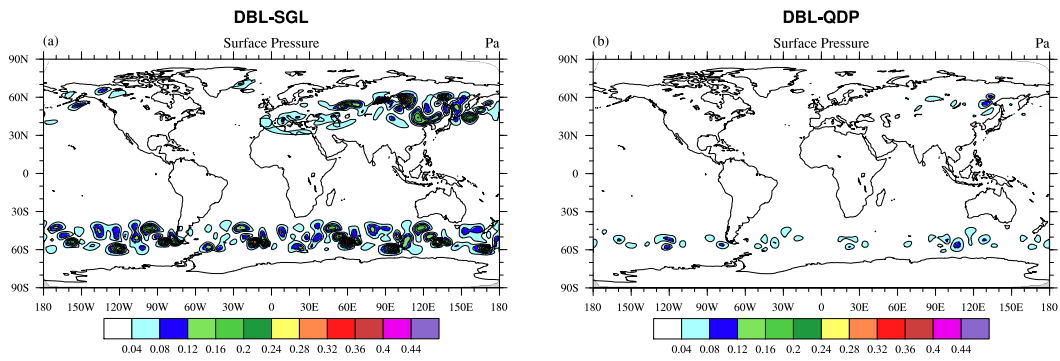 DBL-SGL
(a) Surface Pressure Pa
90N
60N
30N
0
30S
60S
90S
180 150W 120W 90W 60W 30W 0 30E 60E 90E 120E 150E 180
0.04 0.08 0.12 0.16 0.2 0.24 0.28 0.32 0.36 0.4 0.44
DBL-QDP
(b) Surface Pressure Pa
90N
60N
30N
0
30S
60S
90S
180 150W 120W 90W 60W 30W 0 30E 60E 90E 120E 150E 180
0.04 0.08 0.12 0.16 0.2 0.24 0.28 0.32 0.36 0.4 0.44